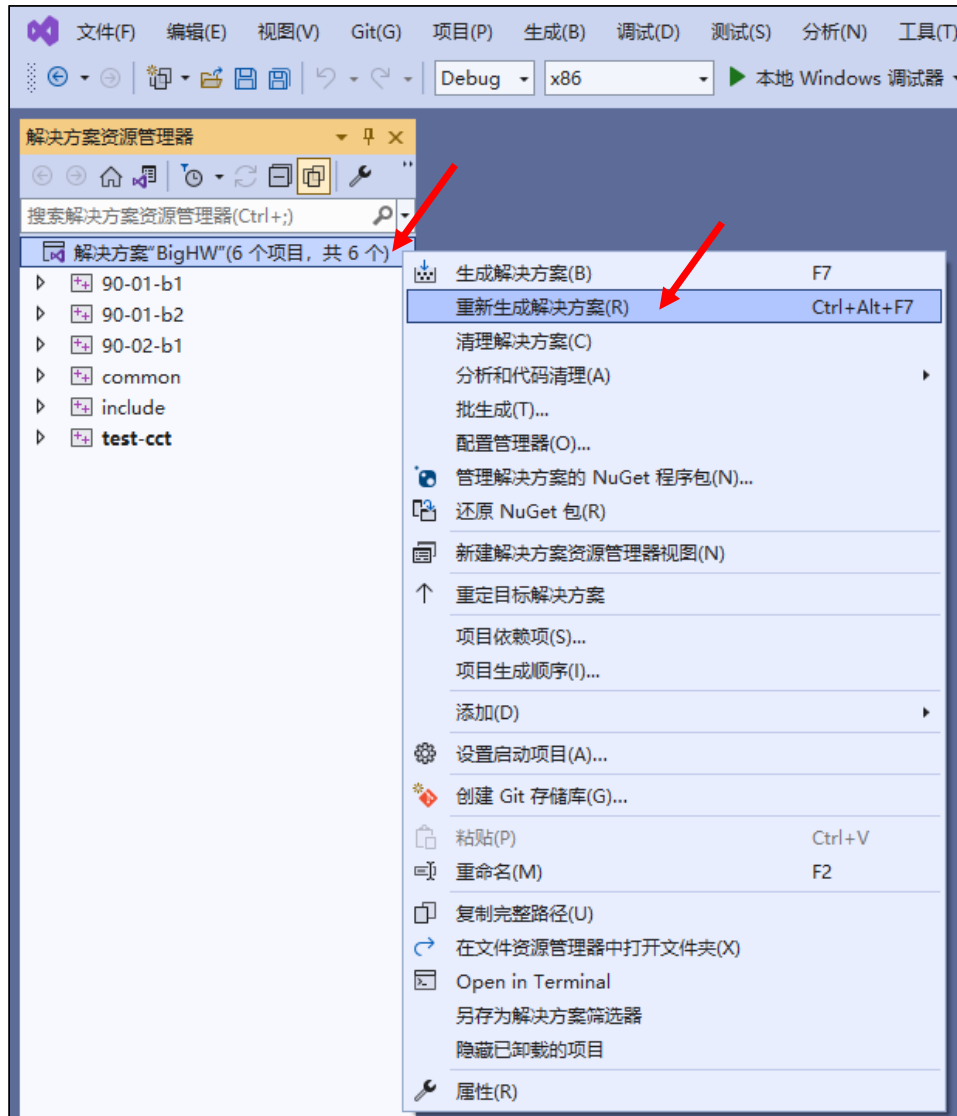 文件(F) 编辑(E) 视图(V) Git(G) 项目(P) 生成(B) 调试(D) 测试(S) 分析(N) 工具(T)
Debug x86 本地 Windows 调试器
解决方案资源管理器
搜索解决方案资源管理器(Ctrl+;)
解决方案"BigHW"(6 个项目，共 6 个)
90-01-b1
90-01-b2
90-02-b1
common
include
test-cct
生成解决方案(B) F7
重新生成解决方案(R) Ctrl+Alt+F7
清理解决方案(C)
分析和代码清理(A)
批生成(T)...
配置管理器(O)...
管理解决方案的 NuGet 程序包(N)...
还原 NuGet 包(R)
新建解决方案资源管理器视图(N)
重定目标解决方案
项目依赖项(S)...
项目生成顺序(I)...
添加(D)
设置启动项目(A)...
创建 Git 存储库(G)...
粘贴(P) Ctrl+V
重命名(M) F2
复制完整路径(U)
在文件资源管理器中打开文件夹(X)
Open in Terminal
另存为解决方案筛选器
隐藏已卸载的项目
属性(R)